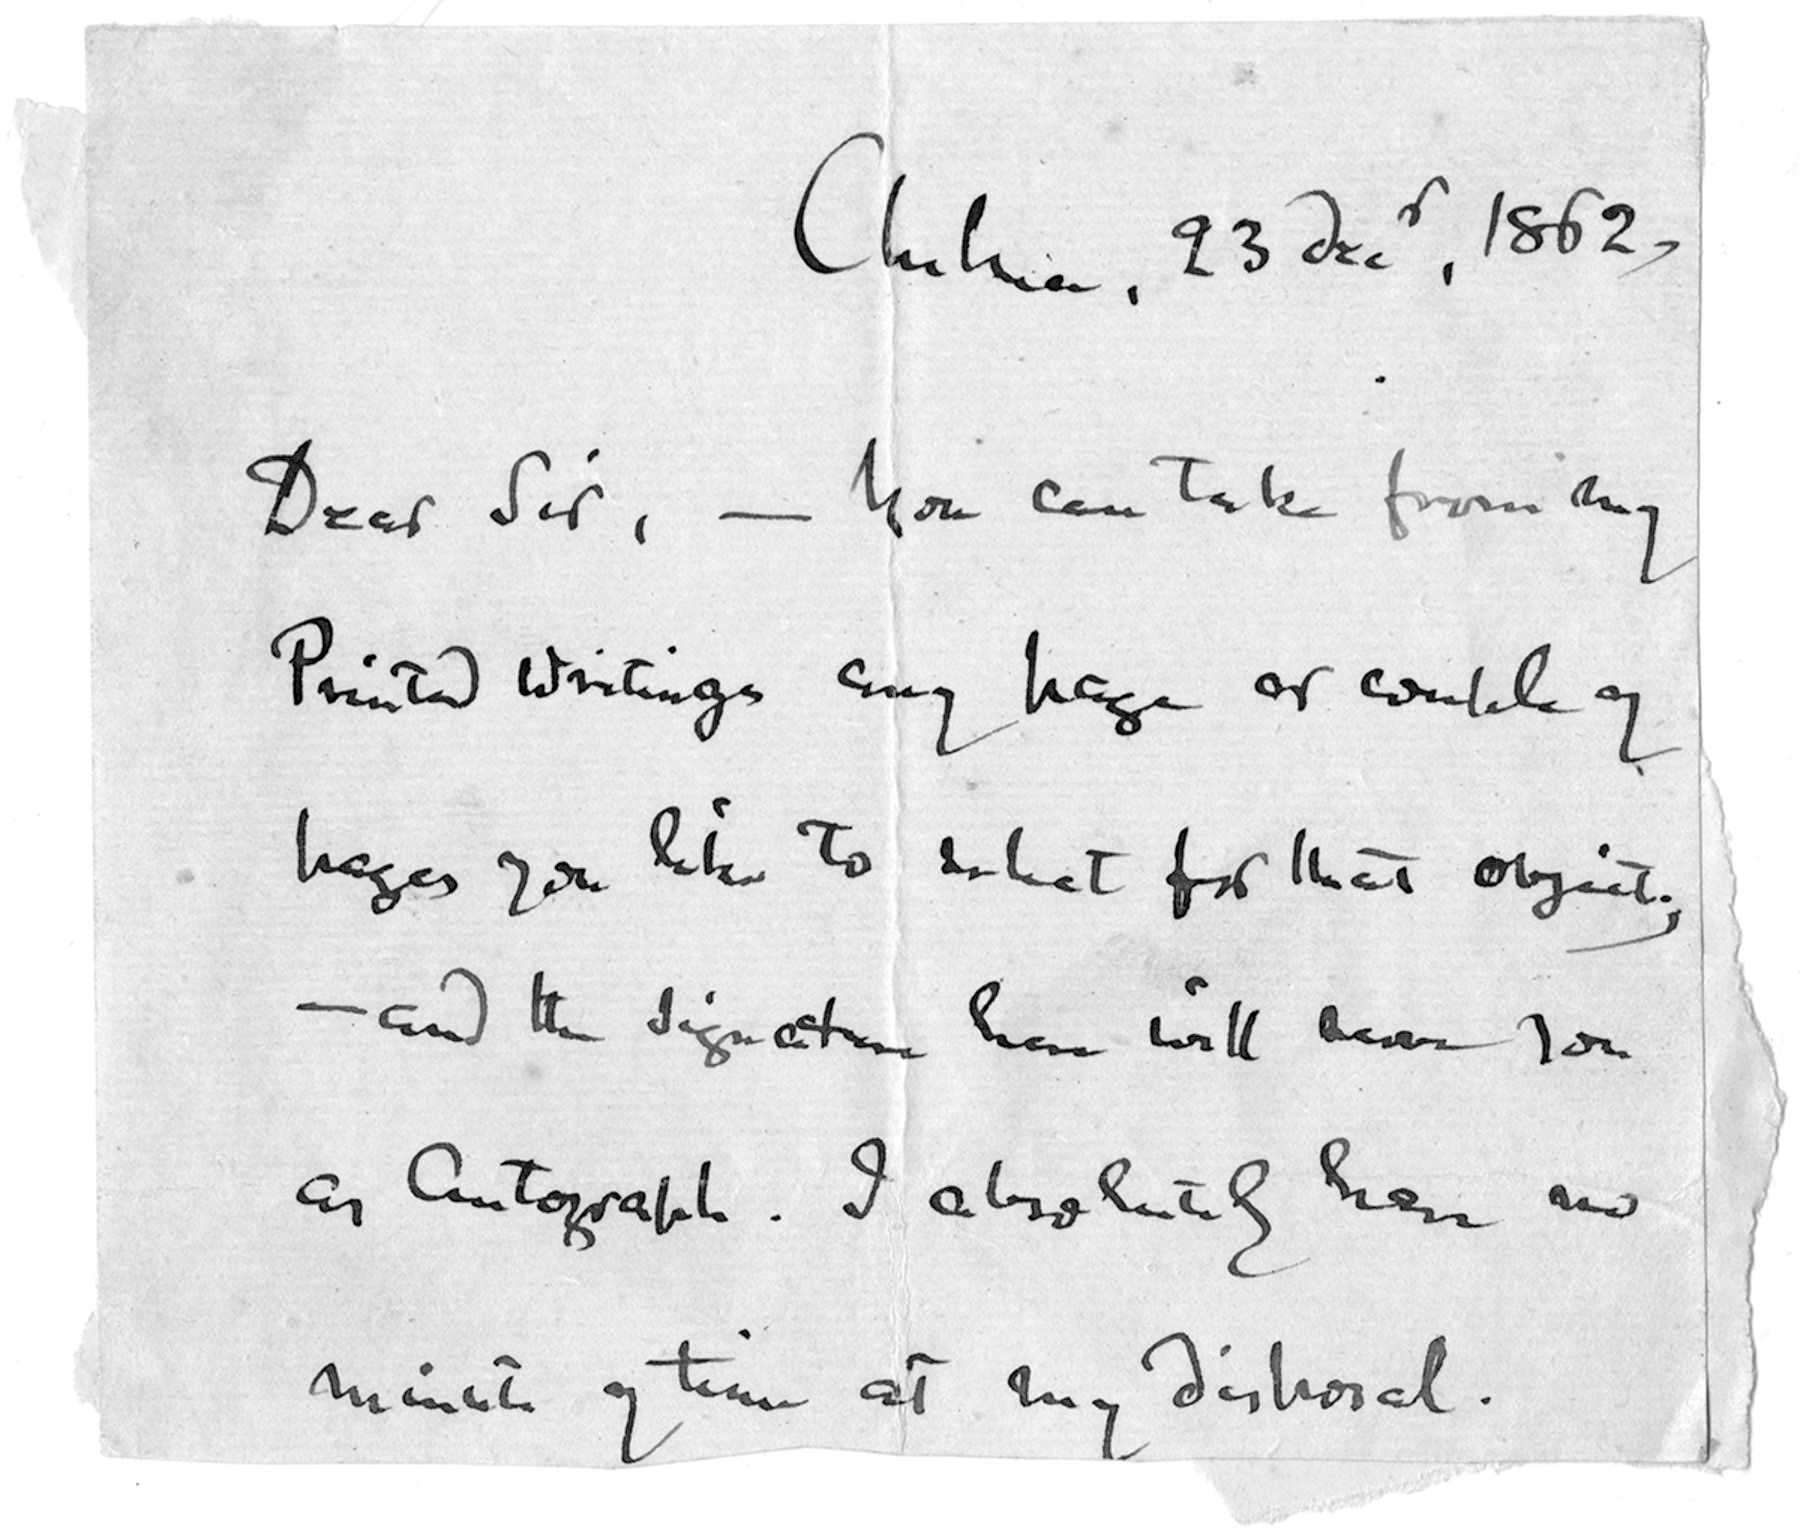 Chelsea, 23 Decr, 1862,
Dear Sir, — You can take from my
Printed Writings any page or couple of
pages you like to select for that object;
— and the signature here will serve you
as Autograph. I absolutely have no
minute of time at my disposal.